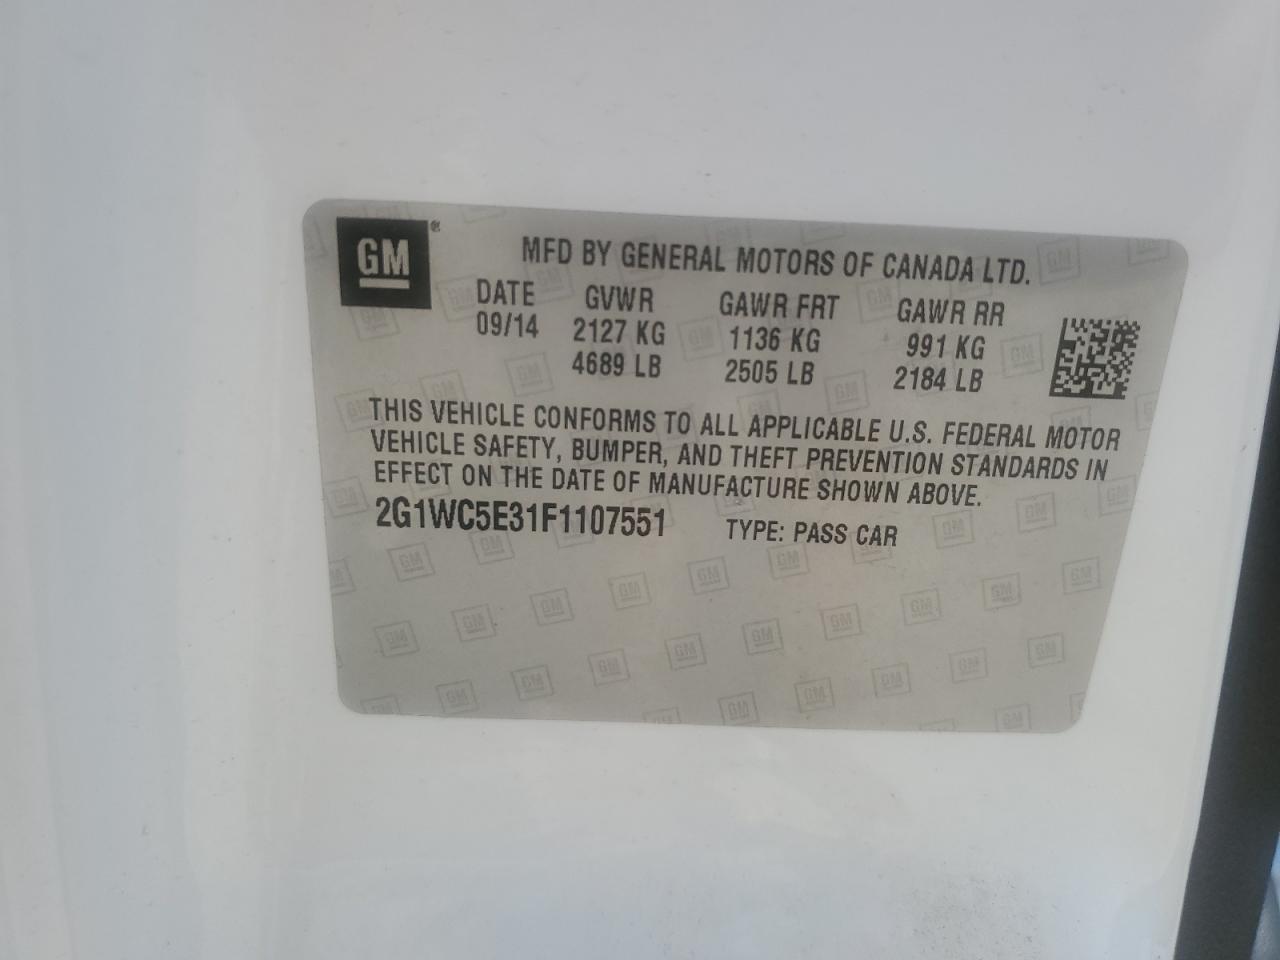 GM®
MFD BY GENERAL MOTORS OF CANADA LTD.
DATE GVWR GAWR FRT GAWR RR
09/14 2127 KG 1136 KG 991 KG
4689 LB 2505 LB 2184 LB
THIS VEHICLE CONFORMS TO ALL APPLICABLE U.S. FEDERAL MOTOR
VEHICLE SAFETY, BUMPER, AND THEFT PREVENTION STANDARDS IN
EFFECT ON THE DATE OF MANUFACTURE SHOWN ABOVE.
2G1WC5E31F1107551 TYPE: PASS CAR